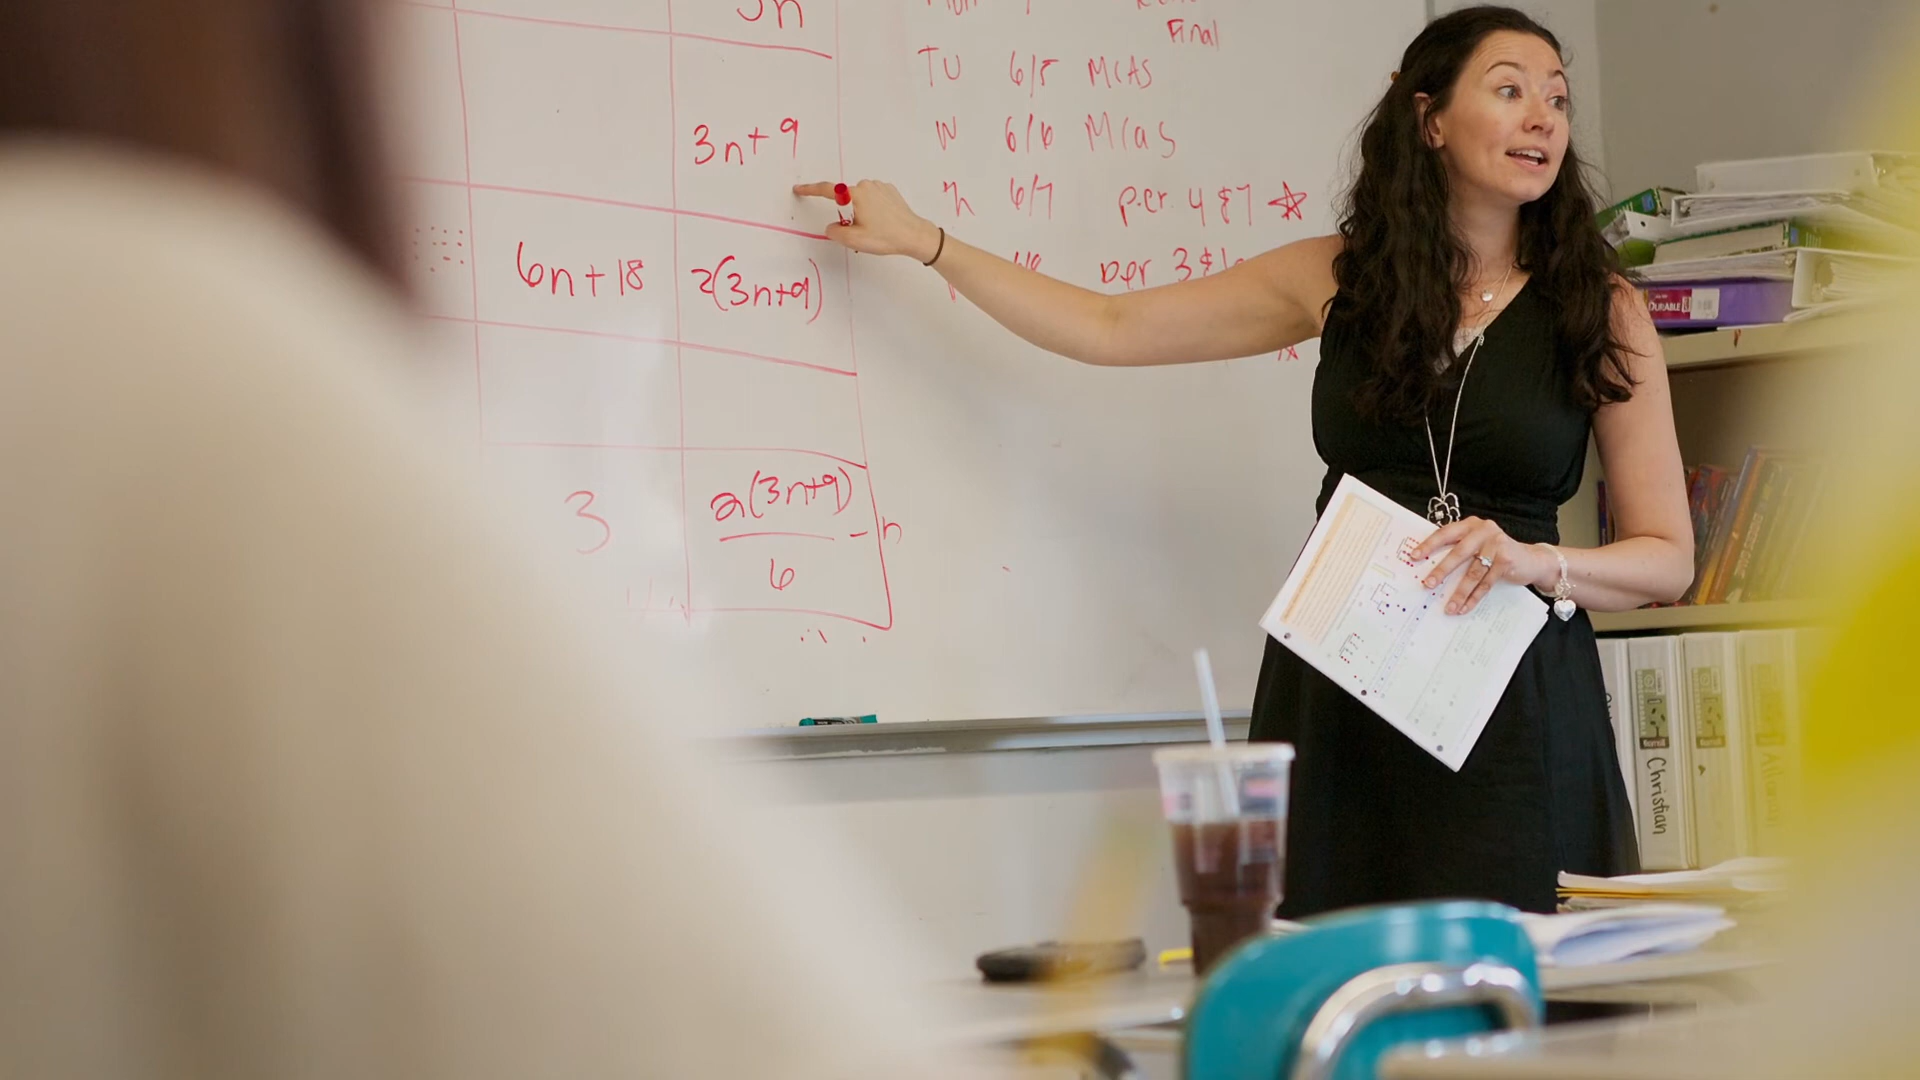 3n
Final
TU 6/5 MCAS
W 6/6 MCaS
3n+9
6/7 per 4 & 7 ☆
6n+18 2(3n+9)
per 3 &
3 2(3n+9)
— - n
6
DURABLE
Christian